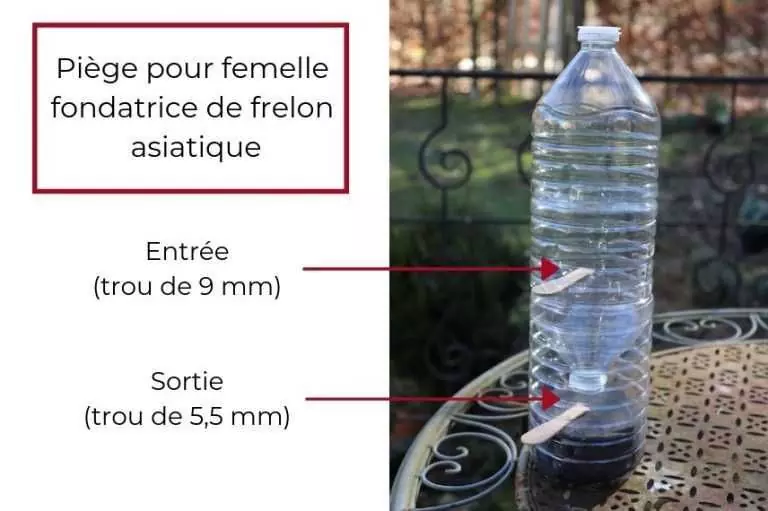 Piège pour femelle
fondatrice de frelon
asiatique
Entrée
(trou de 9 mm)
Sortie
(trou de 5,5 mm)